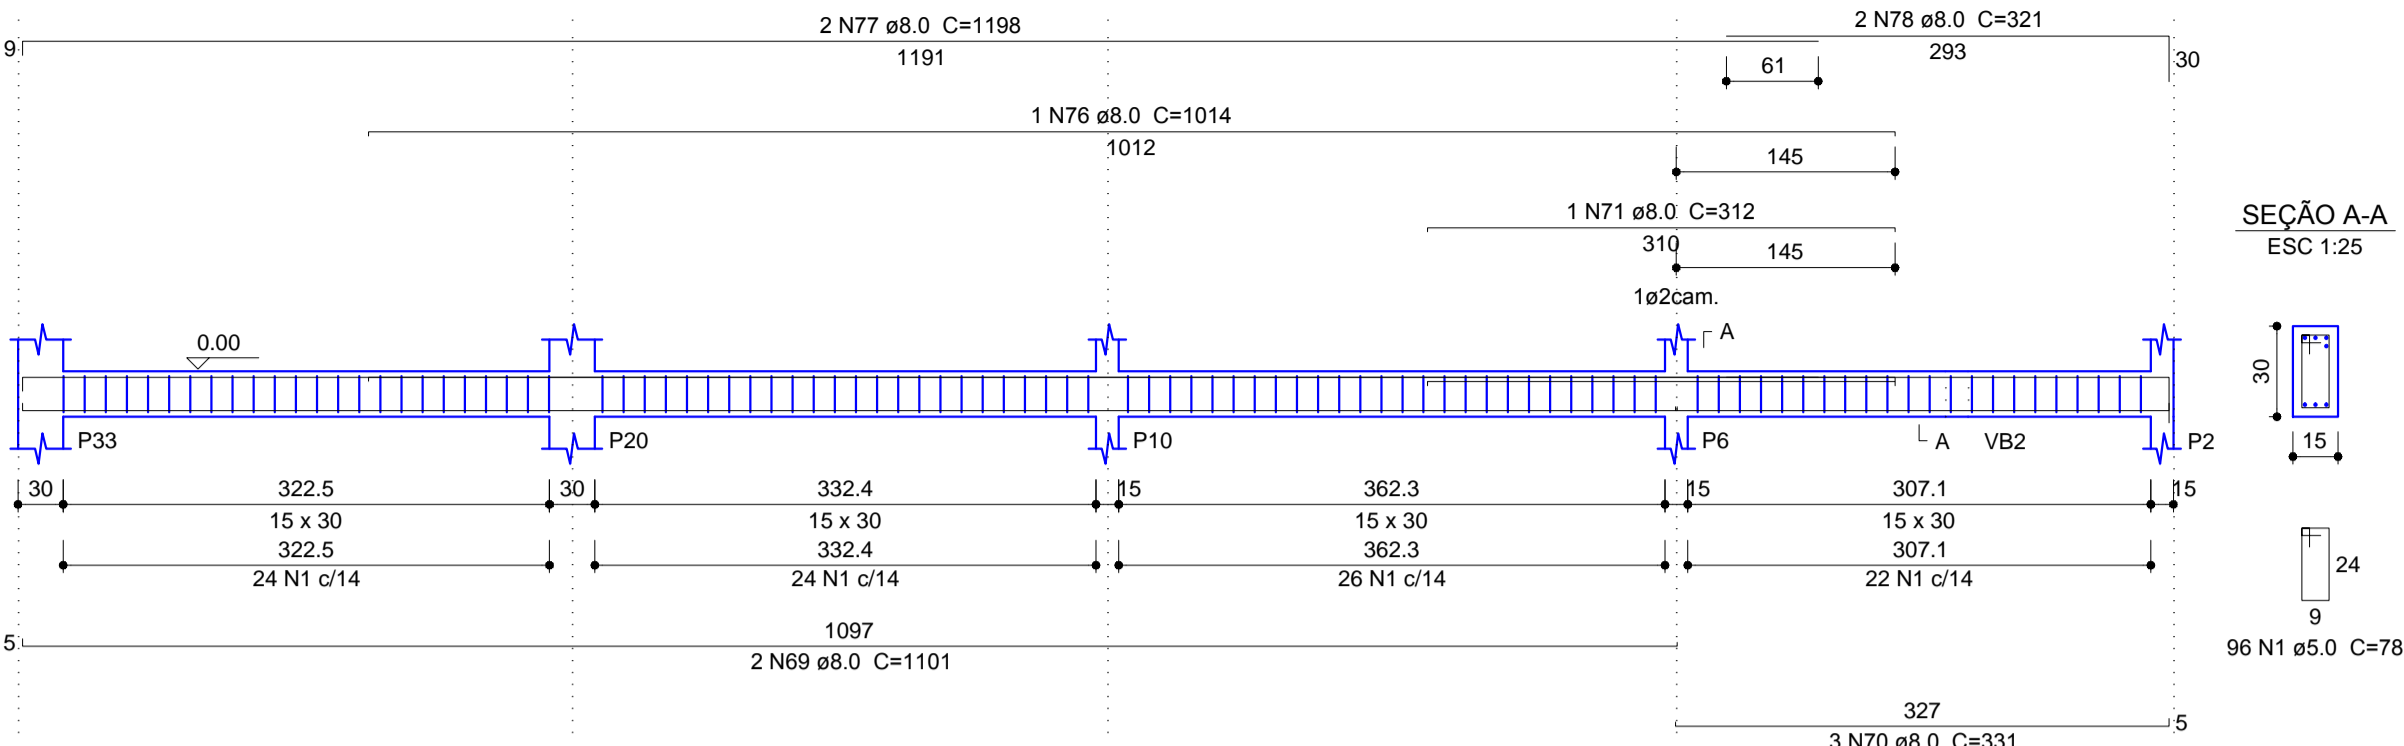 2 N77 ø8.0 C=1198
2 N78 ø8.0 C=321
9
1191
293
30
61
1 N76 ø8.0 C=1014
1012
145
1 N71 ø8.0 C=312
310
145
1ø2cam.
SEÇÃO A-A
ESC 1:25
0.00
A
P33
P20
P10
P6
A
VB2
P2
30
15
30
322.5
30
332.4
15
362.3
15
307.1
15
15 x 30
15 x 30
15 x 30
15 x 30
322.5
332.4
362.3
307.1
24 N1 c/14
24 N1 c/14
26 N1 c/14
22 N1 c/14
24
9
96 N1 ø5.0 C=78
5
1097
2 N69 ø8.0 C=1101
327
5
3 N70 ø8.0 C=331